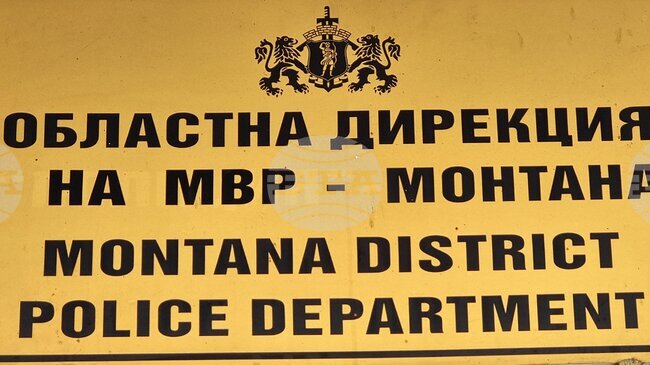 ОБЛАСТНА ДИРЕКЦИЯ
НА МВР - МОНТАНА
MONTANA DISTRICT
POLICE DEPARTMENT